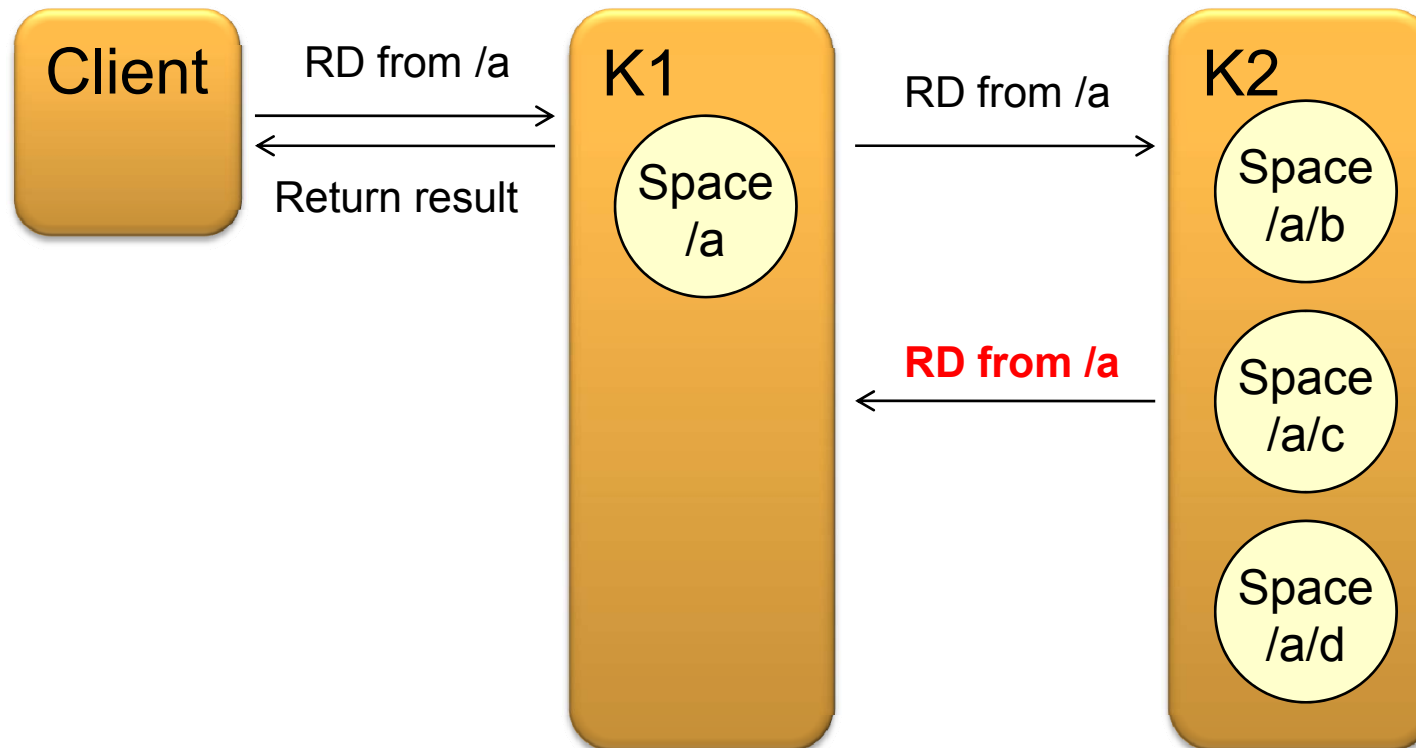 Client
RD from /a
Return result
K1
Space
/a
RD from /a
RD from /a
K2
Space
/a/b
Space
/a/c
Space
/a/d